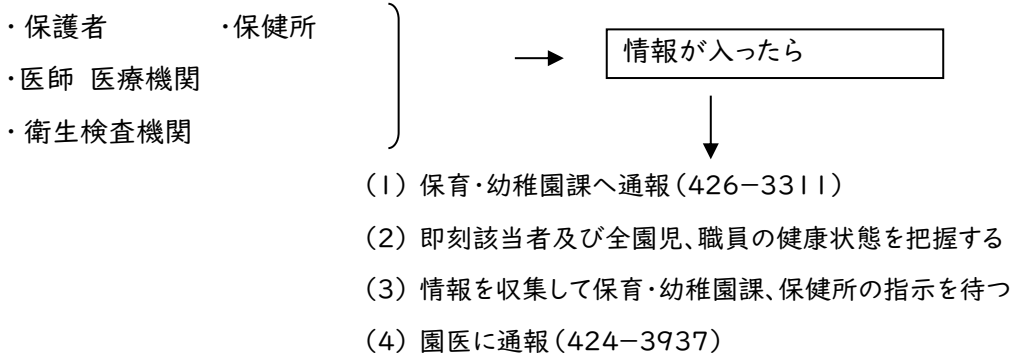 ・保護者　・保健所
・医師 医療機関
・衛生検査機関
情報が入ったら
(1) 保育・幼稚園課へ通報(426-3311)
(2) 即刻該当者及び全園児、職員の健康状態を把握する
(3) 情報を収集して保育・幼稚園課、保健所の指示を待つ
(4) 園医に通報(424-3937)